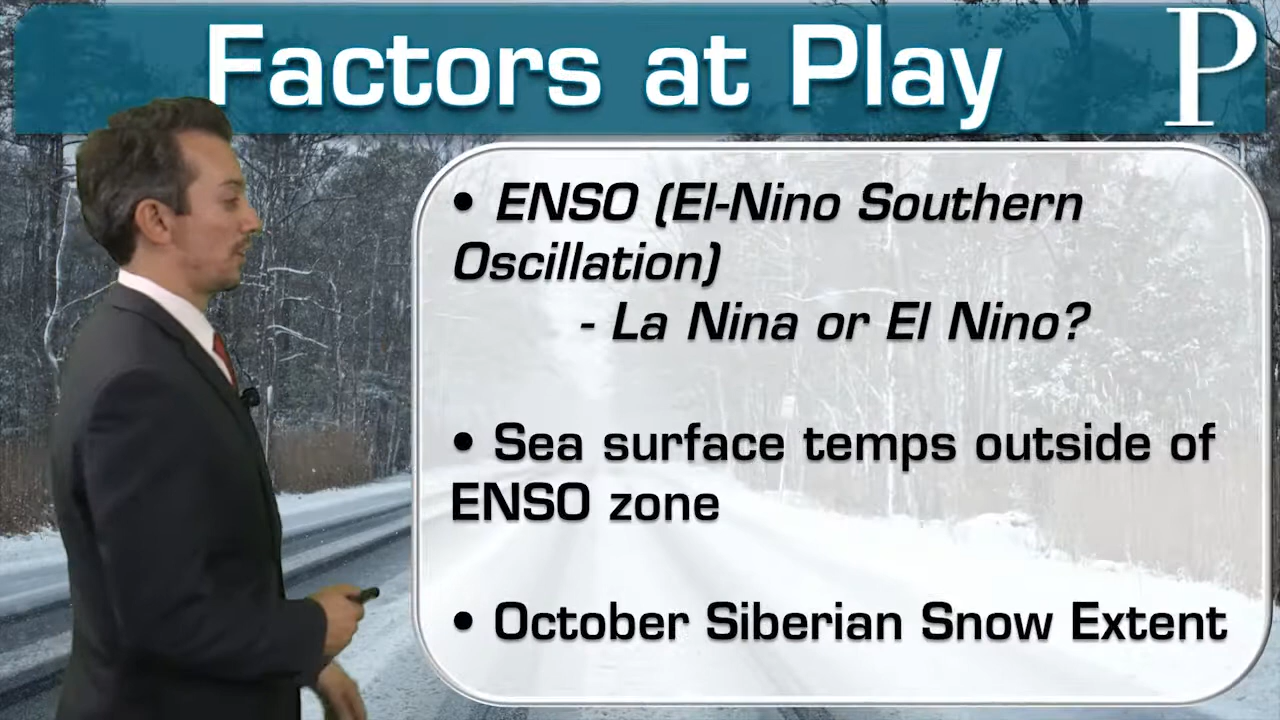 Factors at Play
P
• ENSO (El-Nino Southern
Oscillation)
- La Nina or El Nino?
• Sea surface temps outside of
ENSO zone
• October Siberian Snow Extent